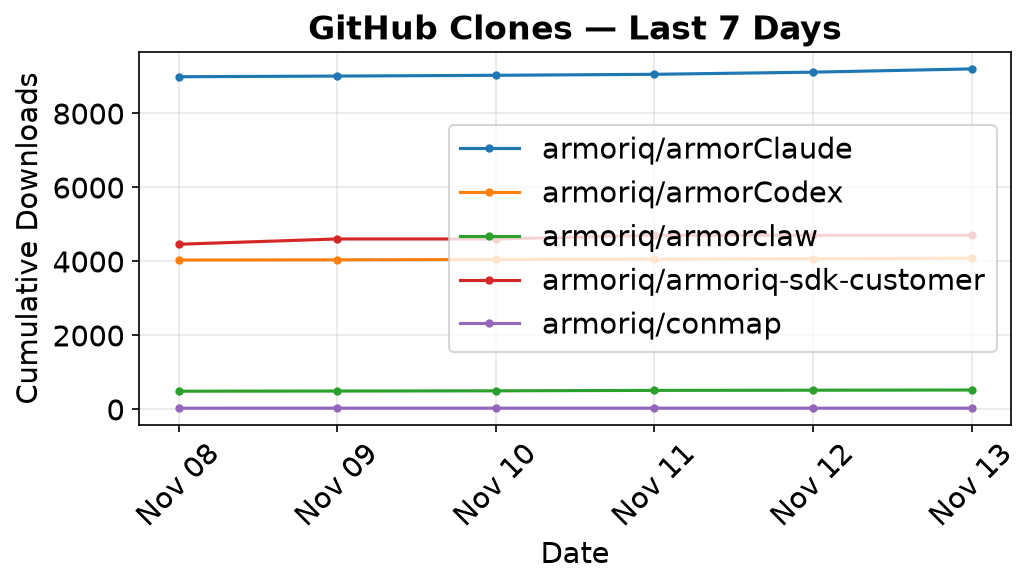 GitHub Clones — Last 7 Days
Cumulative Downloads
8000
6000
4000
2000
0
armoriq/armorClaude
armoriq/armorCodex
armoriq/armorclaw
armoriq/armoriq-sdk-customer
armoriq/conmap
Nov 08
Nov 09
Nov 10
Nov 11
Nov 12
Nov 13
Date